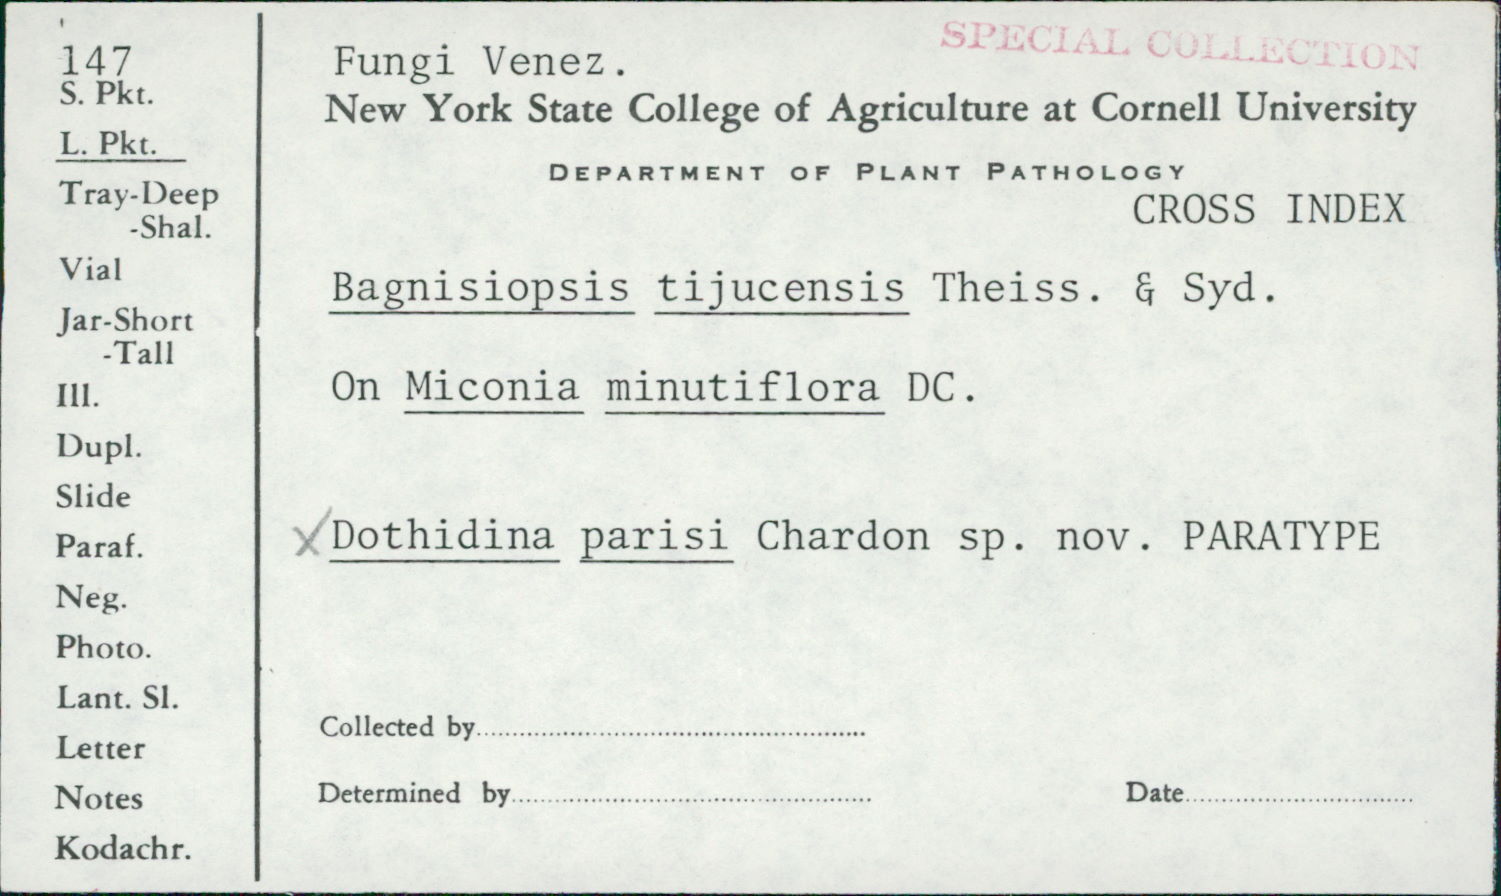 147
S. Pkt.
L. Pkt.
Tray-Deep
-Shal.
Vial
Jar-Short
-Tall
Ill.
Dupl.
Slide
Paraf.
Neg.
Photo.
Lant. Sl.
Letter
Notes
Kodachr.
SPECIAL COLLECTION
Fungi Venez.
New York State College of Agriculture at Cornell University
DEPARTMENT OF PLANT PATHOLOGY
CROSS INDEX
Bagnisiopsis tijucensis Theiss. & Syd.
On Miconia minutiflora DC.
X Dothidina parisi Chardon sp. nov. PARATYPE
Collected by
Determined by
Date